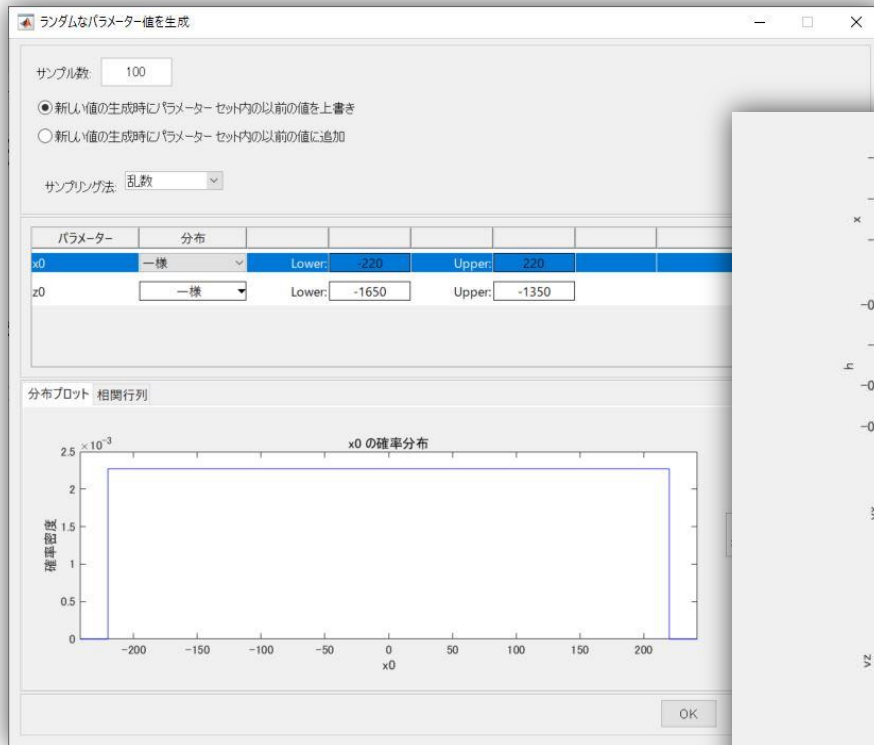 ランダムなパラメーター値を生成
サンプル数: 100
新しい値の生成時にパラメーター セット内の以前の値を上書き
新しい値の生成時にパラメーター セット内の以前の値に追加
サンプリング法: 乱数
パラメーター 分布
x0 一様 Lower: -220 Upper: 220
z0 一様 Lower: -1650 Upper: -1350
分布プロット 相関行列
x0 の確率分布
×10-3
2.5
2
1.5
1
0.5
0
確率密度
-200 -150 -100 -50 0 50 100 150 200
x0
OK
x
-0
h
-0
-0
vz